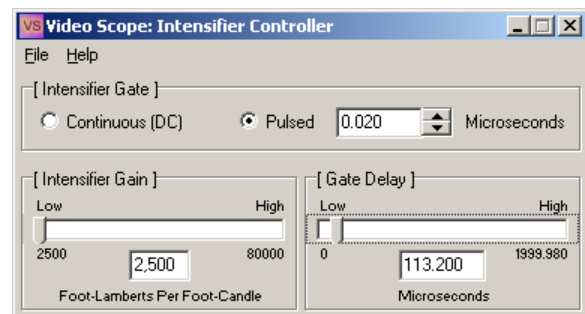 VS Video Scope: Intensifier Controller
File Help
[ Intensifier Gate ]
Continuous (DC) Pulsed 0.020 Microseconds
[ Intensifier Gain ]
Low High
2500 2,500 80000
Foot-Lamberts Per Foot-Candle
[ Gate Delay ]
Low High
0 113.200 1999.980
Microseconds